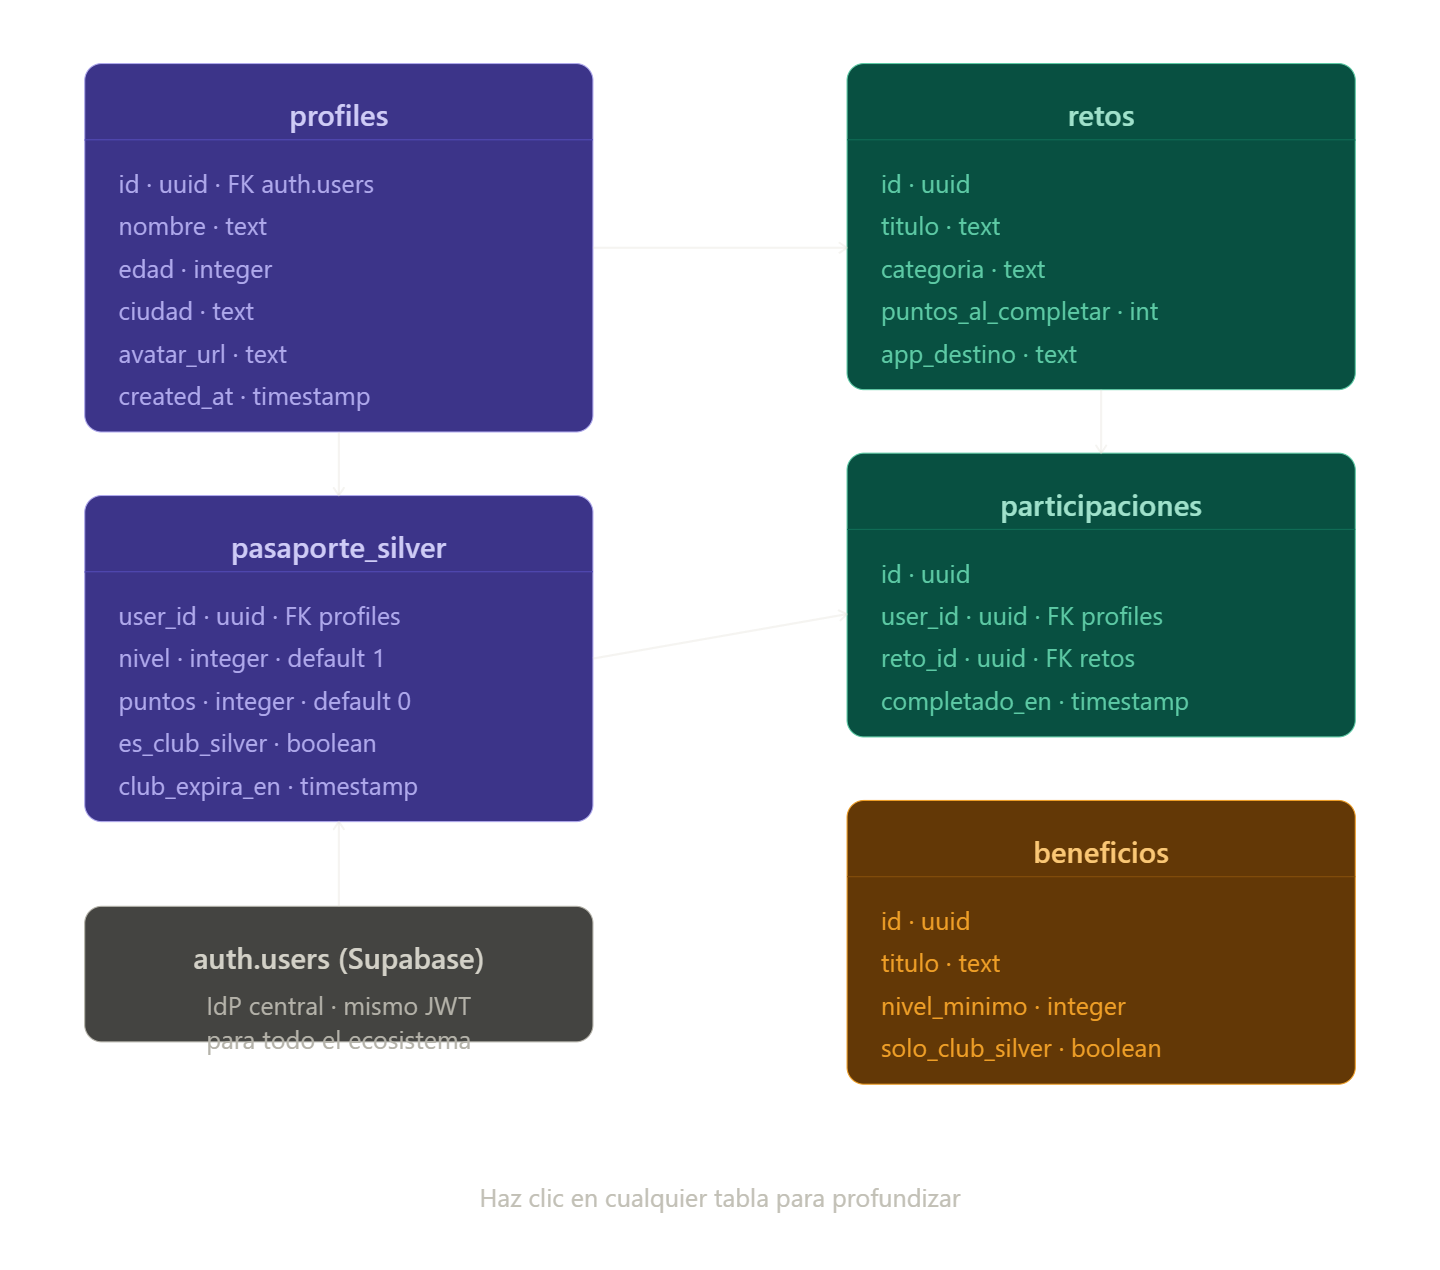 profiles
id · uuid · FK auth.users
nombre · text
edad · integer
ciudad · text
avatar_url · text
created_at · timestamp
retos
id · uuid
titulo · text
categoria · text
puntos_al_completar · int
app_destino · text
pasaporte_silver
user_id · uuid · FK profiles
nivel · integer · default 1
puntos · integer · default 0
es_club_silver · boolean
club_expira_en · timestamp
participaciones
id · uuid
user_id · uuid · FK profiles
reto_id · uuid · FK retos
completado_en · timestamp
auth.users (Supabase)
IdP central · mismo JWT
para todo el ecosistema
beneficios
id · uuid
titulo · text
nivel_minimo · integer
solo_club_silver · boolean
Haz clic en cualquier tabla para profundizar